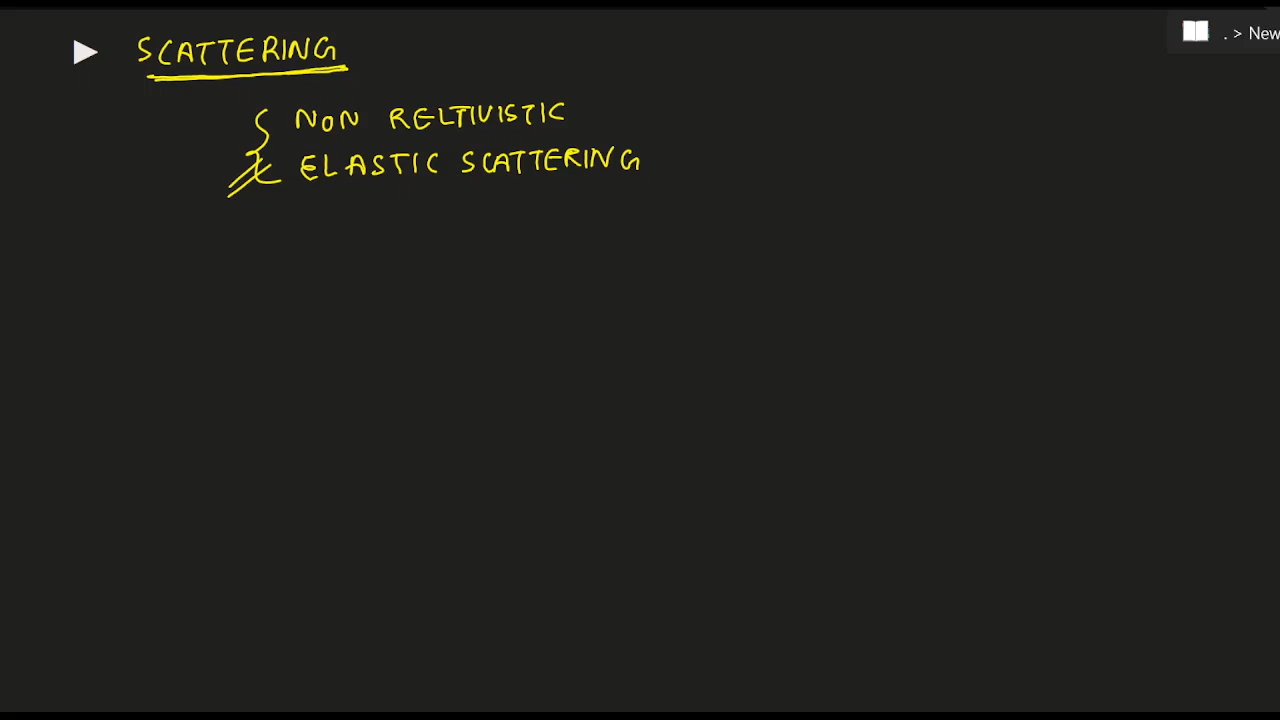 SCATTERING
. > New
NON RELTIVISTIC
ELASTIC SCATTERING